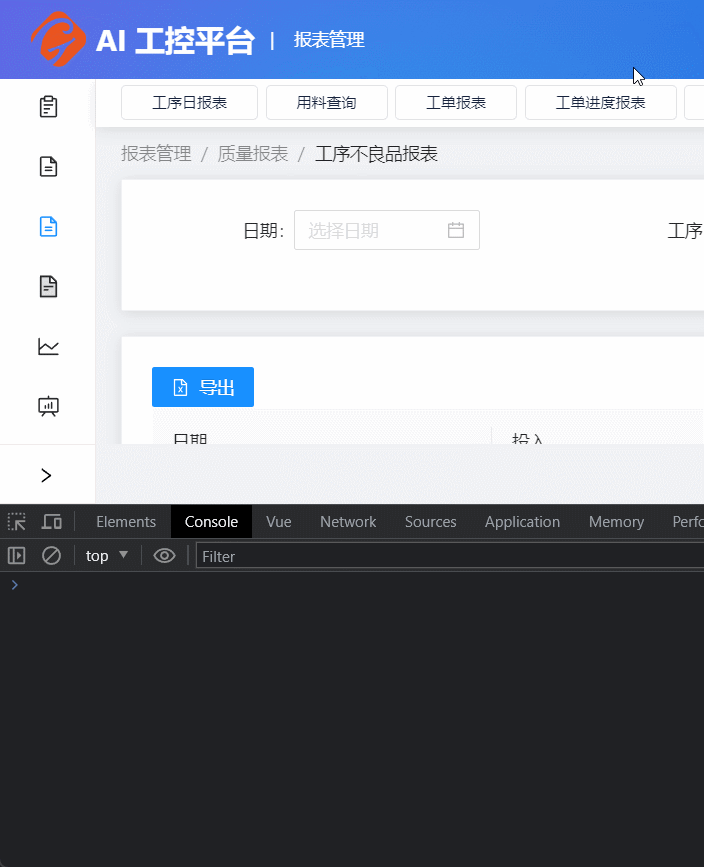 AI 工控平台 | 报表管理
工序日报表 用料查询 工单报表 工单进度报表
报表管理 / 质量报表 / 工序不良品报表
日期: 选择日期 工序
导出
日期 投入
Elements Console Vue Network Sources Application Memory Perfo
top Filter